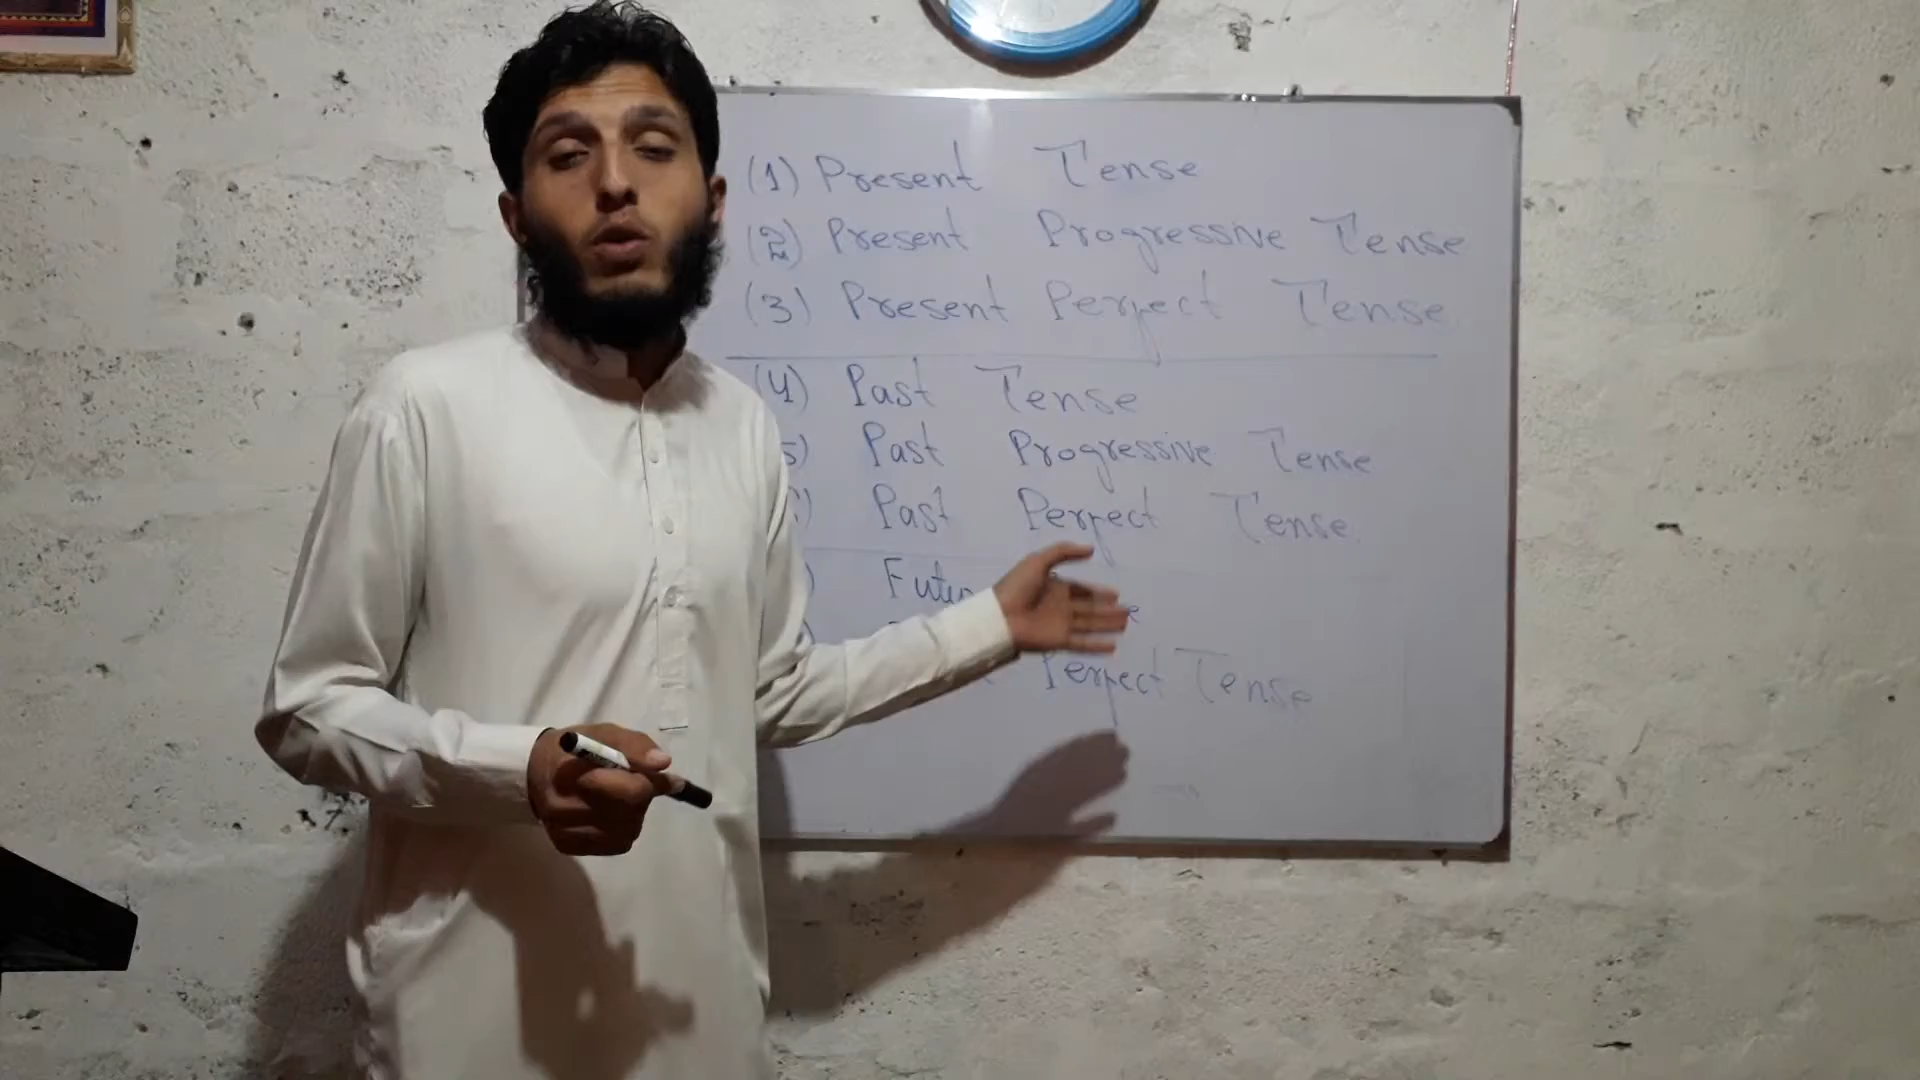 (1) Present Tense
(2) Present Progressive Tense
(3) Present Perfect Tense
(4) Past Tense
5) Past Progressive Tense
) Past Perfect Tense
)
) Perfect Tense